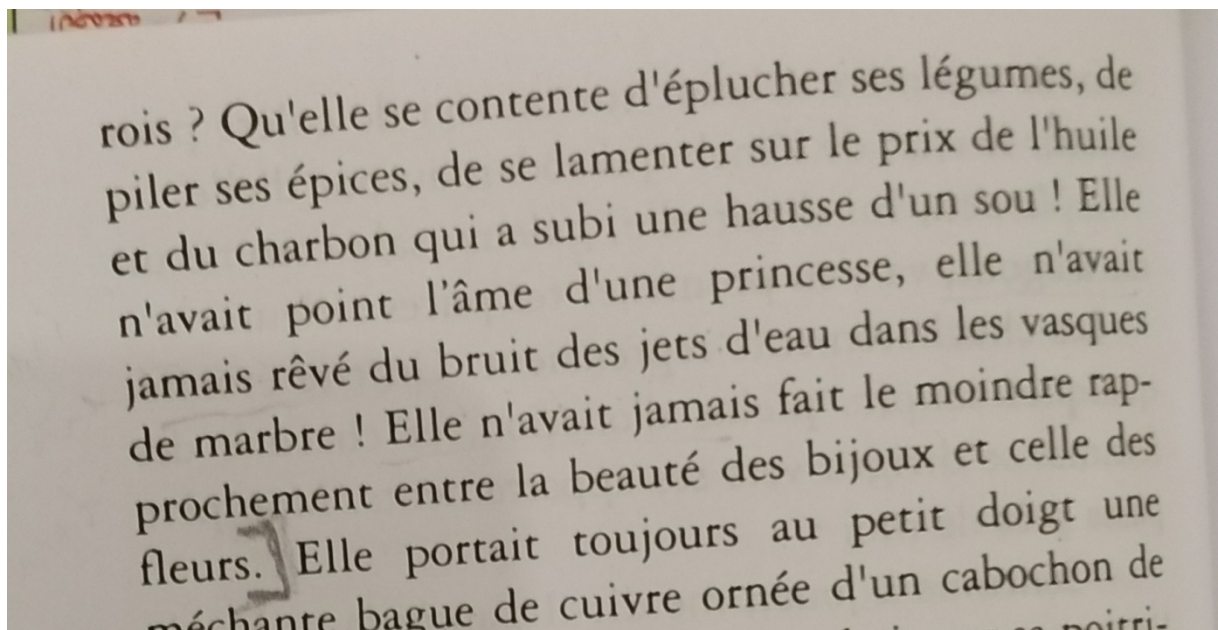 rois ? Qu'elle se contente d'éplucher ses légumes, de
piler ses épices, de se lamenter sur le prix de l'huile
et du charbon qui a subi une hausse d'un sou ! Elle
n'avait point l'âme d'une princesse, elle n'avait
jamais rêvé du bruit des jets d'eau dans les vasques
de marbre ! Elle n'avait jamais fait le moindre rap-
prochement entre la beauté des bijoux et celle des
fleurs.] Elle portait toujours au petit doigt une
méchante bague de cuivre ornée d'un cabochon de
poitri-